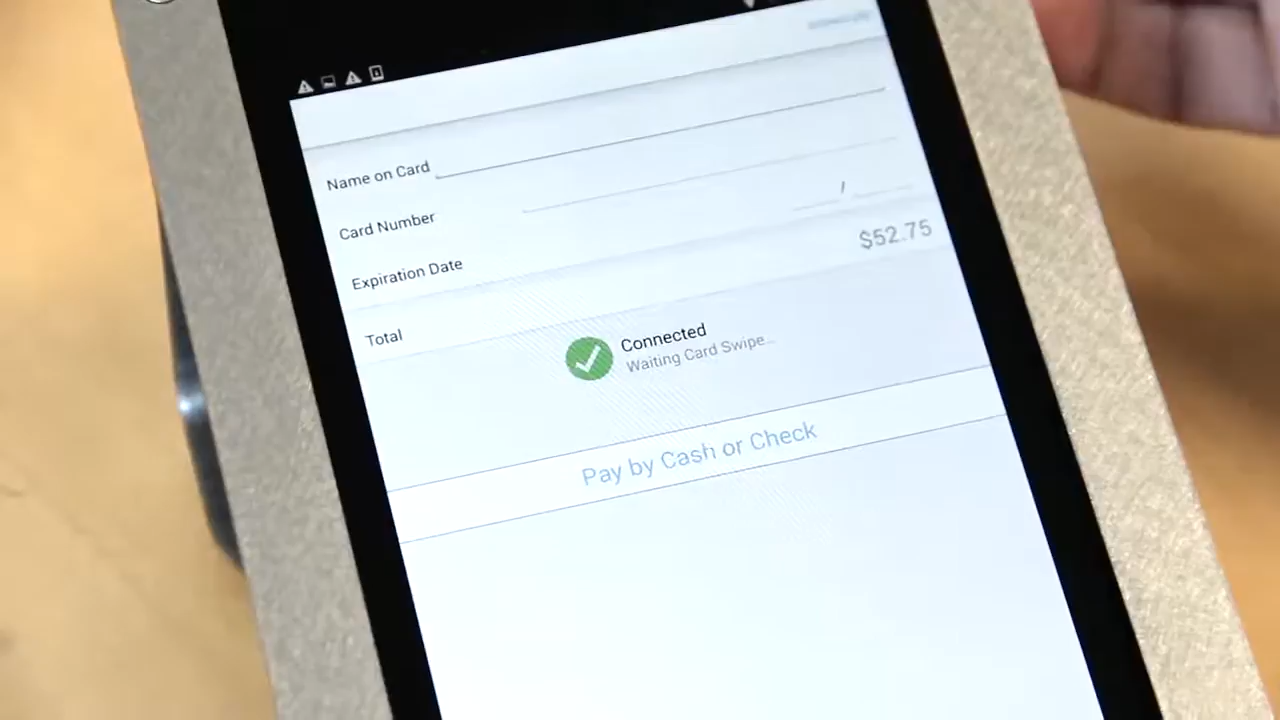 Name on Card
Card Number
Expiration Date
/
Total
$52.75
Connected
Waiting Card Swipe...
Pay by Cash or Check